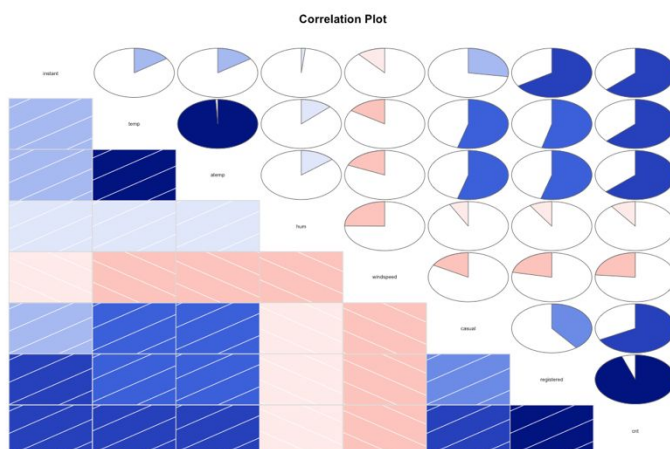 Correlation Plot
instant
temp
atemp
hum
windspeed
casual
registered
cnt